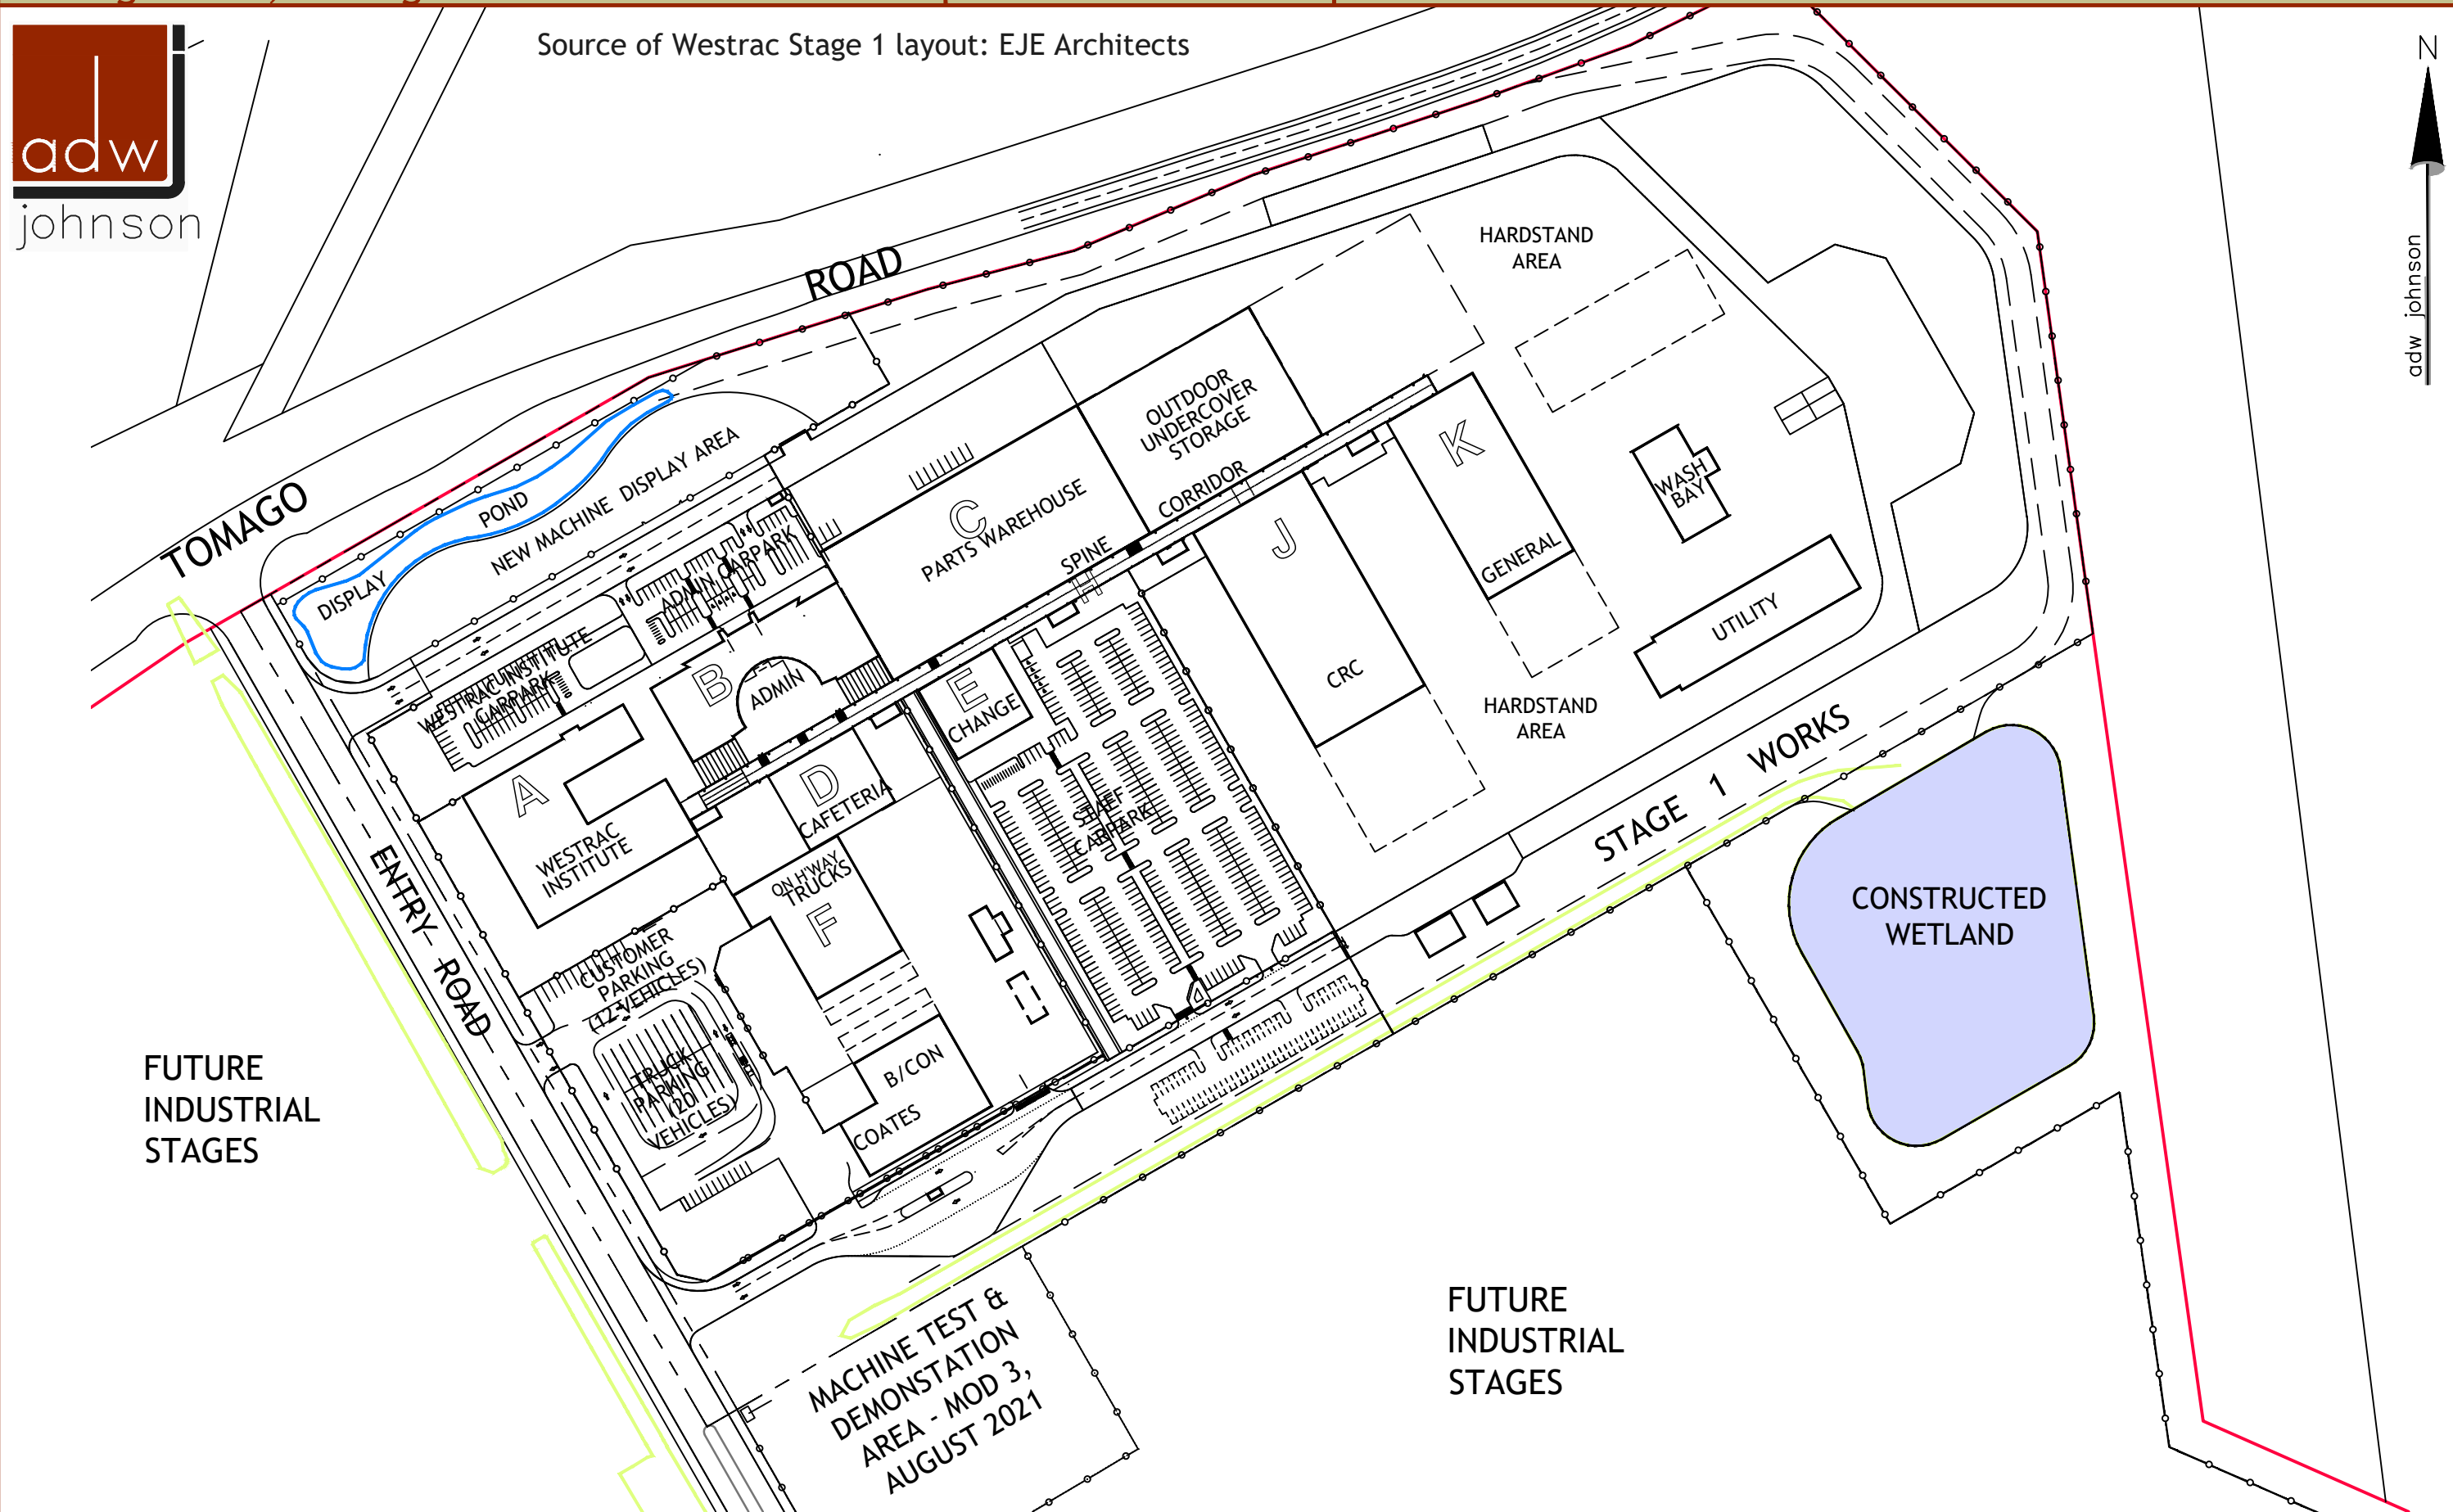 Source of Westrac Stage 1 layout: EJE Architects
adw
johnson
N
adw johnson
TOMAGO
ROAD
HARDSTAND
AREA
DISPLAY
POND
NEW MACHINE DISPLAY AREA
OUTDOOR
UNDERCOVER
STORAGE
K
GENERAL
WASH
BAY
UTILITY
C
PARTS WAREHOUSE
SPINE
CORRIDOR
H
J
CRC
HARDSTAND
AREA
ADMIN CARPARK
WESTRAC INSTITUTE
CARPARK
B
ADMIN
E
CHANGE
A
WESTRAC
INSTITUTE
D
CAFETERIA
STAFF
CARPARK
ON H'WAY
TRUCKS
F
ENTRY ROAD
CUSTOMER
PARKING
(12 VEHICLES)
TRUCK
PARKING
(20
VEHICLES)
B/CON
COATES
STAGE 1 WORKS
CONSTRUCTED
WETLAND
FUTURE
INDUSTRIAL
STAGES
MACHINE TEST &
DEMONSTATION
AREA - MOD 3,
AUGUST 2021
FUTURE
INDUSTRIAL
STAGES